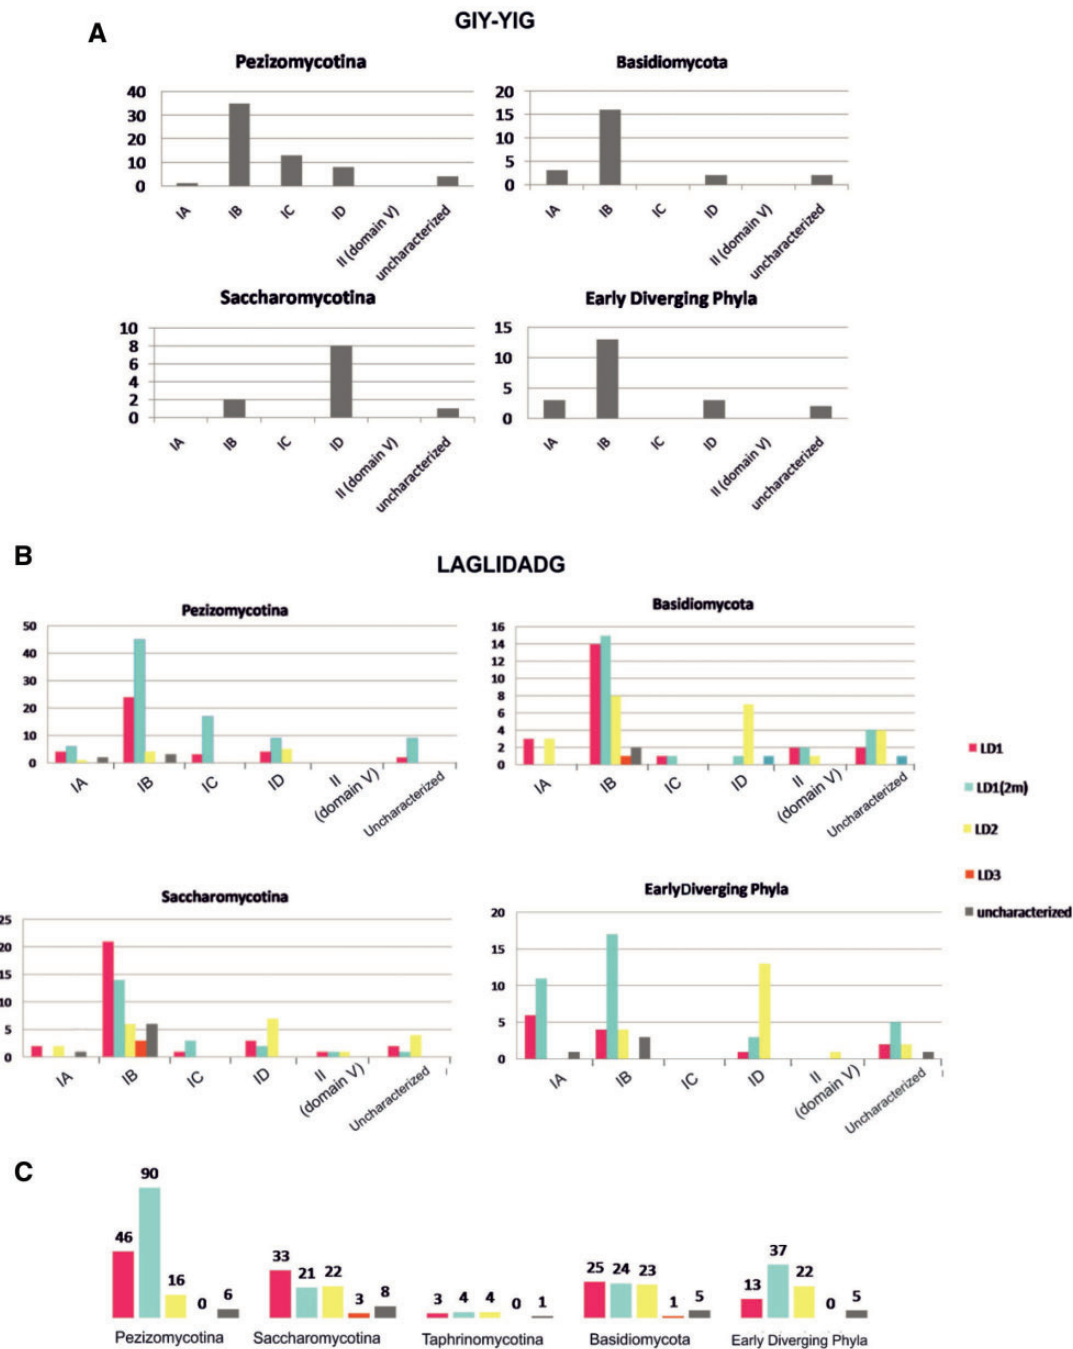 A
GIY-YIG
Pezizomycotina
40
30
20
10
0
IA
IB
IC
ID
II (domain V)
uncharacterized
Basidiomycota
20
15
10
5
0
IA
IB
IC
ID
II (domain V)
uncharacterized
Saccharomycotina
10
8
6
4
2
0
IA
IB
IC
ID
II (domain V)
uncharacterized
Early Diverging Phyla
15
10
5
0
IA
IB
IC
ID
II (domain V)
uncharacterized
B
LAGLIDADG
Pezizomycotina
50
40
30
20
10
0
IA
IB
IC
ID
II
(domain V)
Uncharacterized
Basidiomycota
16
14
12
10
8
6
4
2
0
IA
IB
IC
ID
II
(domain V)
Uncharacterized
LD1
LD1(2m)
LD2
LD3
uncharacterized
Saccharomycotina
25
20
15
10
5
0
IA
IB
IC
ID
II
(domain V)
Uncharacterized
EarlyDiverging Phyla
20
15
10
5
0
IA
IB
IC
ID
II
(domain V)
Uncharacterized
C
46 90 16 0 6
33 21 22 3 8
3 4 4 0 1
25 24 23 1 5
13 37 22 0 5
Pezizomycotina Saccharomycotina Taphrinomycotina Basidiomycota Early Diverging Phyla